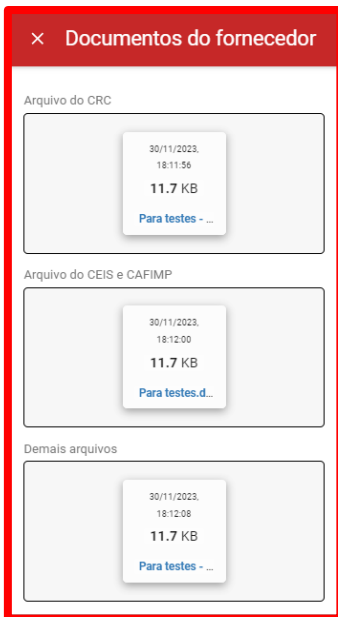 × Documentos do fornecedor
Arquivo do CRC
30/11/2023,
18:11:56
11.7 KB
Para testes - ...
Arquivo do CEIS e CAFIMP
30/11/2023,
18:12:00
11.7 KB
Para testes.d...
Demais arquivos
30/11/2023,
18:12:08
11.7 KB
Para testes - ...